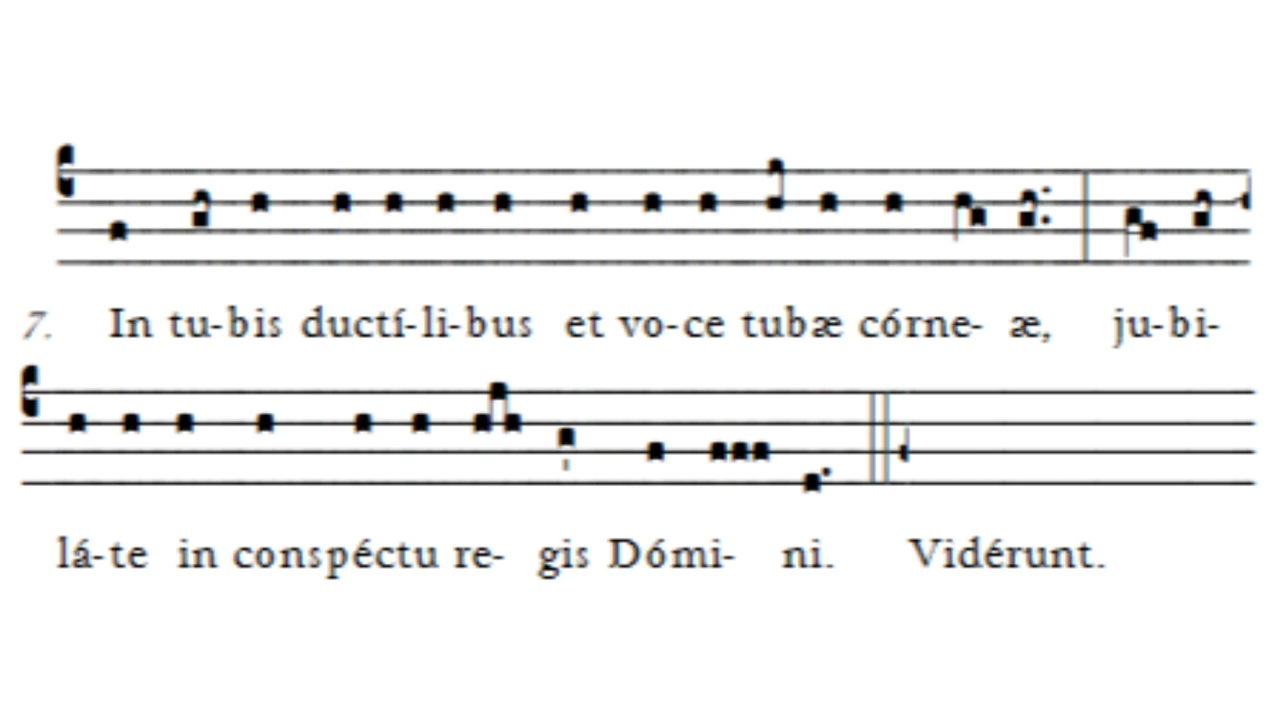 7. In tu-bis ductí-li-bus et vo-ce tubæ córne- æ, ju-bi-
lá-te in conspéctu re- gis Dómi- ni. Vidérunt.